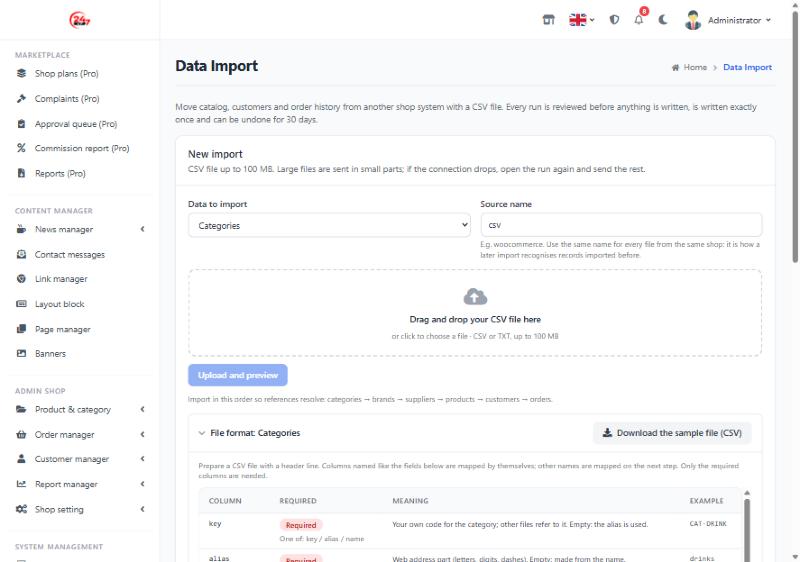 24
8
Administrator
MARKETPLACE
Shop plans (Pro)
Complaints (Pro)
Approval queue (Pro)
Commission report (Pro)
Reports (Pro)
CONTENT MANAGER
News manager
Contact messages
Link manager
Layout block
Page manager
Banners
ADMIN SHOP
Product & category
Order manager
Customer manager
Report manager
Shop setting
SYSTEM MANAGEMENT
Data Import
Home > Data Import
Move catalog, customers and order history from another shop system with a CSV file. Every run is reviewed before anything is written, is written exactly
once and can be undone for 30 days.
New import
CSV file up to 100 MB. Large files are sent in small parts; if the connection drops, open the run again and send the rest.
Data to import
Categories
Source name
csv
E.g. woocommerce. Use the same name for every file from the same shop: it is how a
later import recognises records imported before.
Drag and drop your CSV file here
or click to choose a file · CSV or TXT, up to 100 MB
Upload and preview
Import in this order so references resolve: categories → brands → suppliers → products → customers → orders.
File format: Categories
Download the sample file (CSV)
Prepare a CSV file with a header line. Columns named like the fields below are mapped by themselves; other names are mapped on the next step. Only the required
columns are needed.
COLUMN REQUIRED MEANING EXAMPLE
key Required Your own code for the category; other files refer to it. Empty: the alias is used. CAT-DRINK
One of: key / alias / name
alias Required Web address part (letters, digits, dashes). Empty: made from the name. drinks